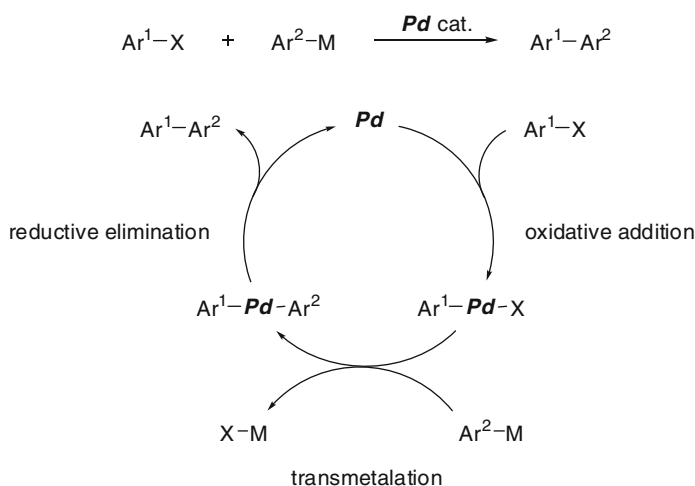 Ar¹–X + Ar²–M Pd cat. Ar¹–Ar²
Ar¹–Ar² Pd Ar¹–X
reductive elimination oxidative addition
Ar¹–Pd–Ar² Ar¹–Pd–X
X–M Ar²–M
transmetalation